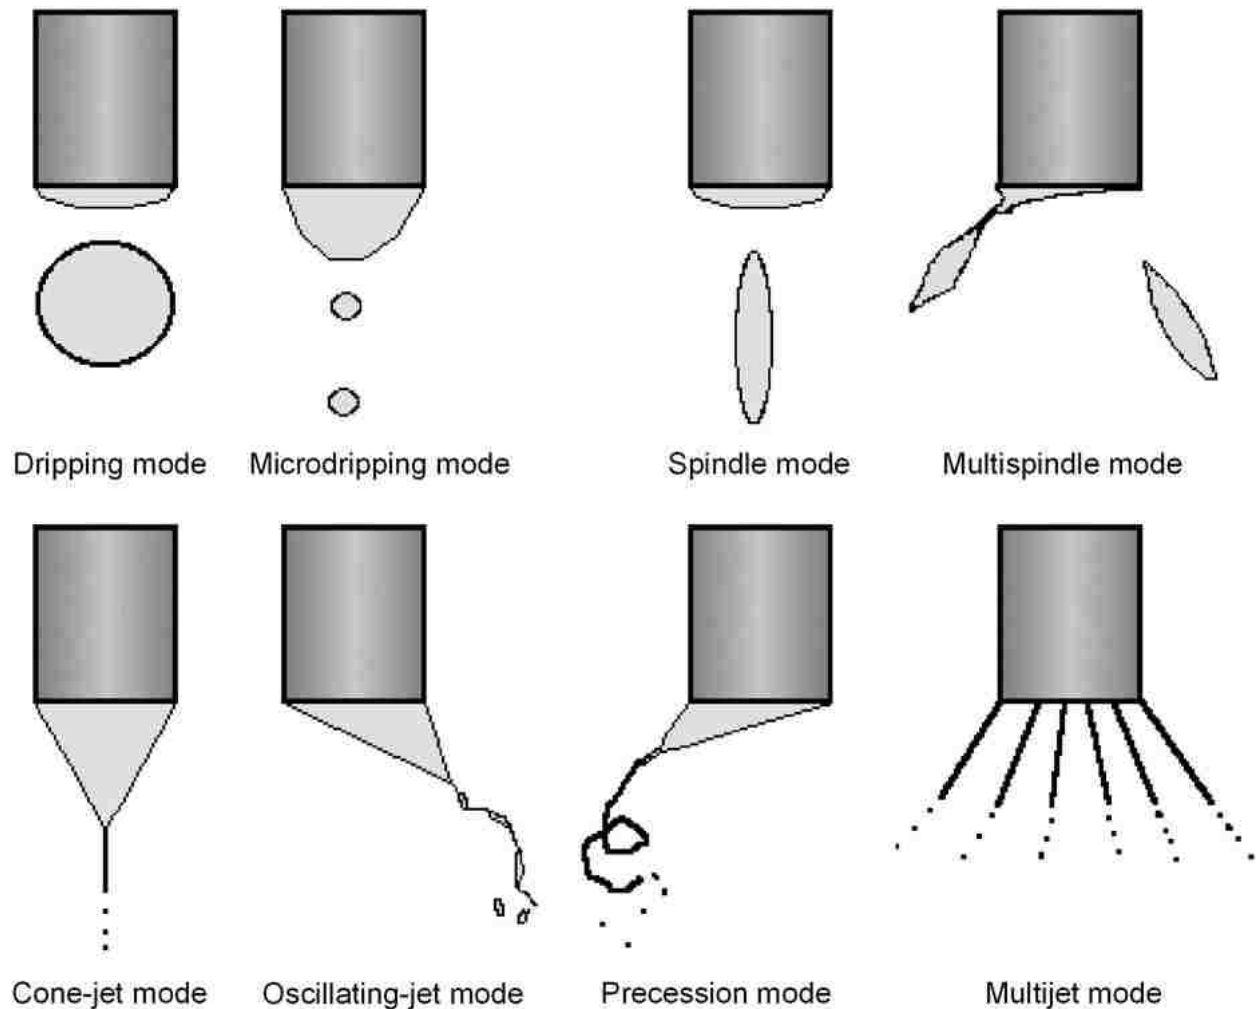 Dripping mode
Microdripping mode
Spindle mode
Multispindle mode
Cone-jet mode
Oscillating-jet mode
Precession mode
Multijet mode